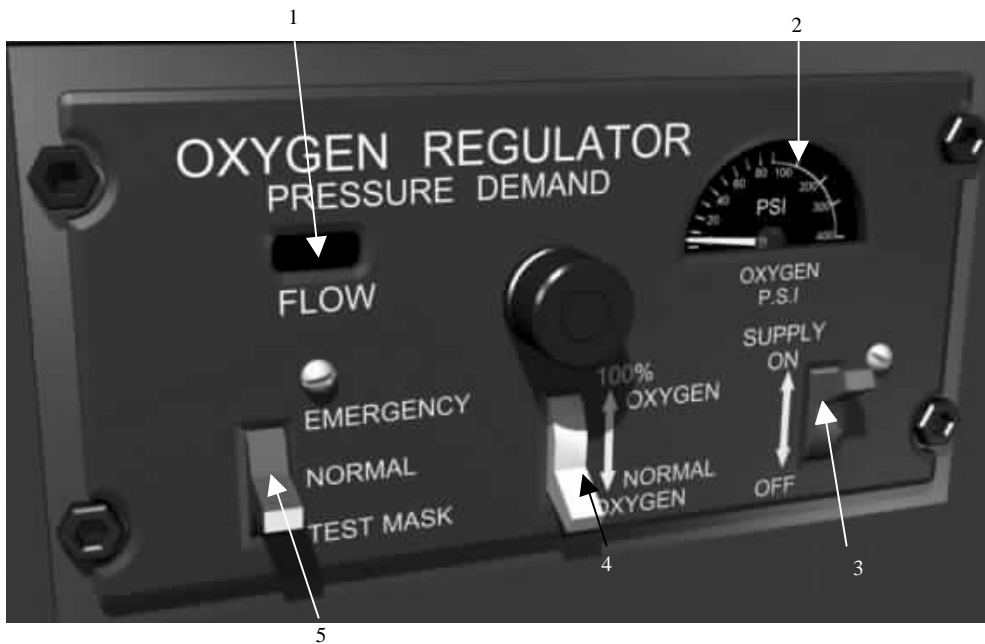 1
2
OXYGEN REGULATOR
PRESSURE DEMAND
20
40
60
80
100
200
300
400
PSI
FLOW
OXYGEN
P.S.I
SUPPLY
ON
OFF
EMERGENCY
NORMAL
TEST MASK
100%
OXYGEN
NORMAL
OXYGEN
3
4
5